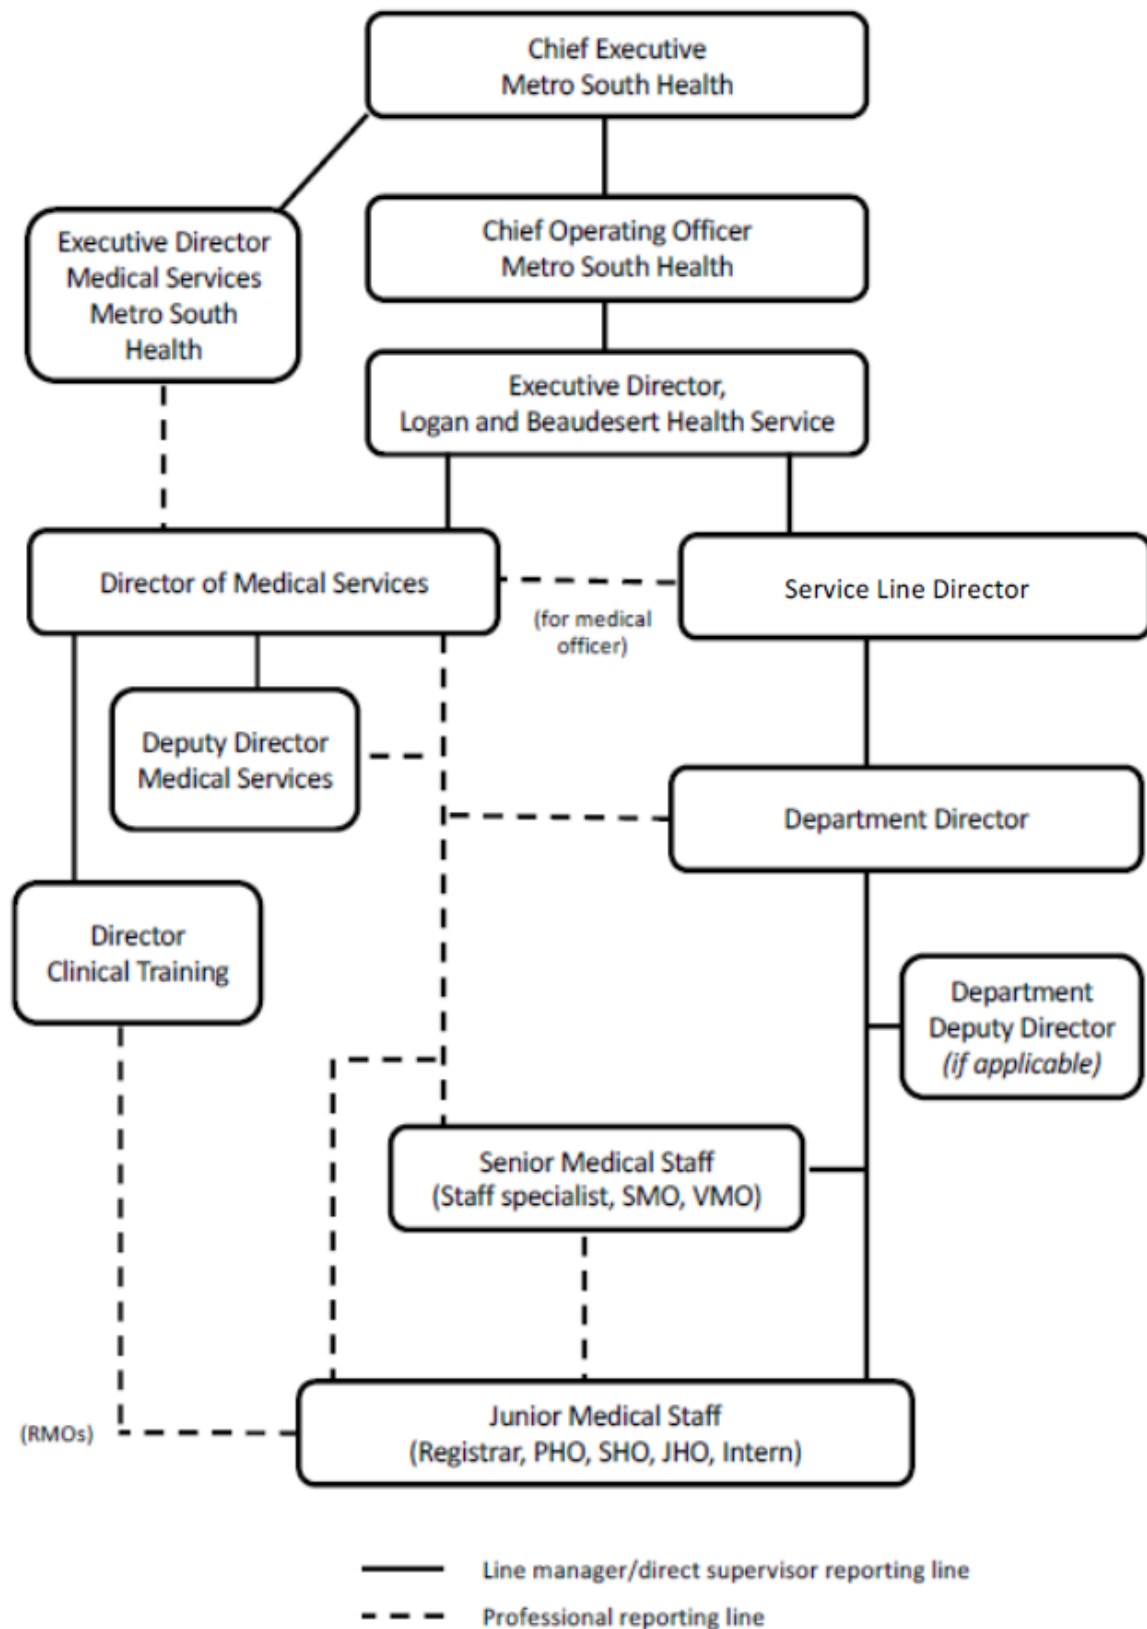 Chief Executive
Metro South Health
Executive Director
Medical Services
Metro South
Health
Chief Operating Officer
Metro South Health
Executive Director,
Logan and Beaudesert Health Service
Director of Medical Services
(for medical
officer)
Service Line Director
Deputy Director
Medical Services
Department Director
Director
Clinical Training
Department
Deputy Director
(if applicable)
Senior Medical Staff
(Staff specialist, SMO, VMO)
(RMOs)
Junior Medical Staff
(Registrar, PHO, SHO, JHO, Intern)
Line manager/direct supervisor reporting line
Professional reporting line